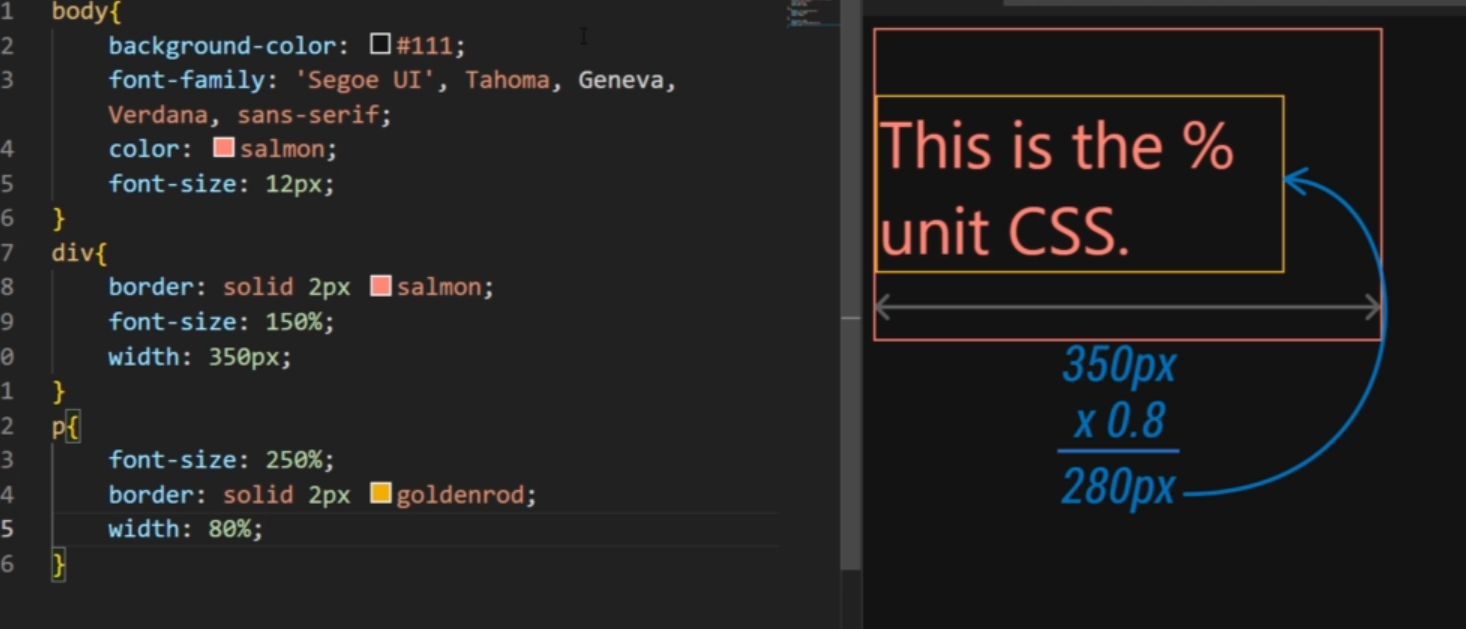 1 body{
2 background-color: #111;
3 font-family: 'Segoe UI', Tahoma, Geneva,
Verdana, sans-serif;
4 color: salmon;
5 font-size: 12px;
6 }
7 div{
8 border: solid 2px salmon;
9 font-size: 150%;
0 width: 350px;
1 }
2 p{
3 font-size: 250%;
4 border: solid 2px goldenrod;
5 width: 80%;
6 }
This is the %
unit CSS.
350px
x 0.8
280px